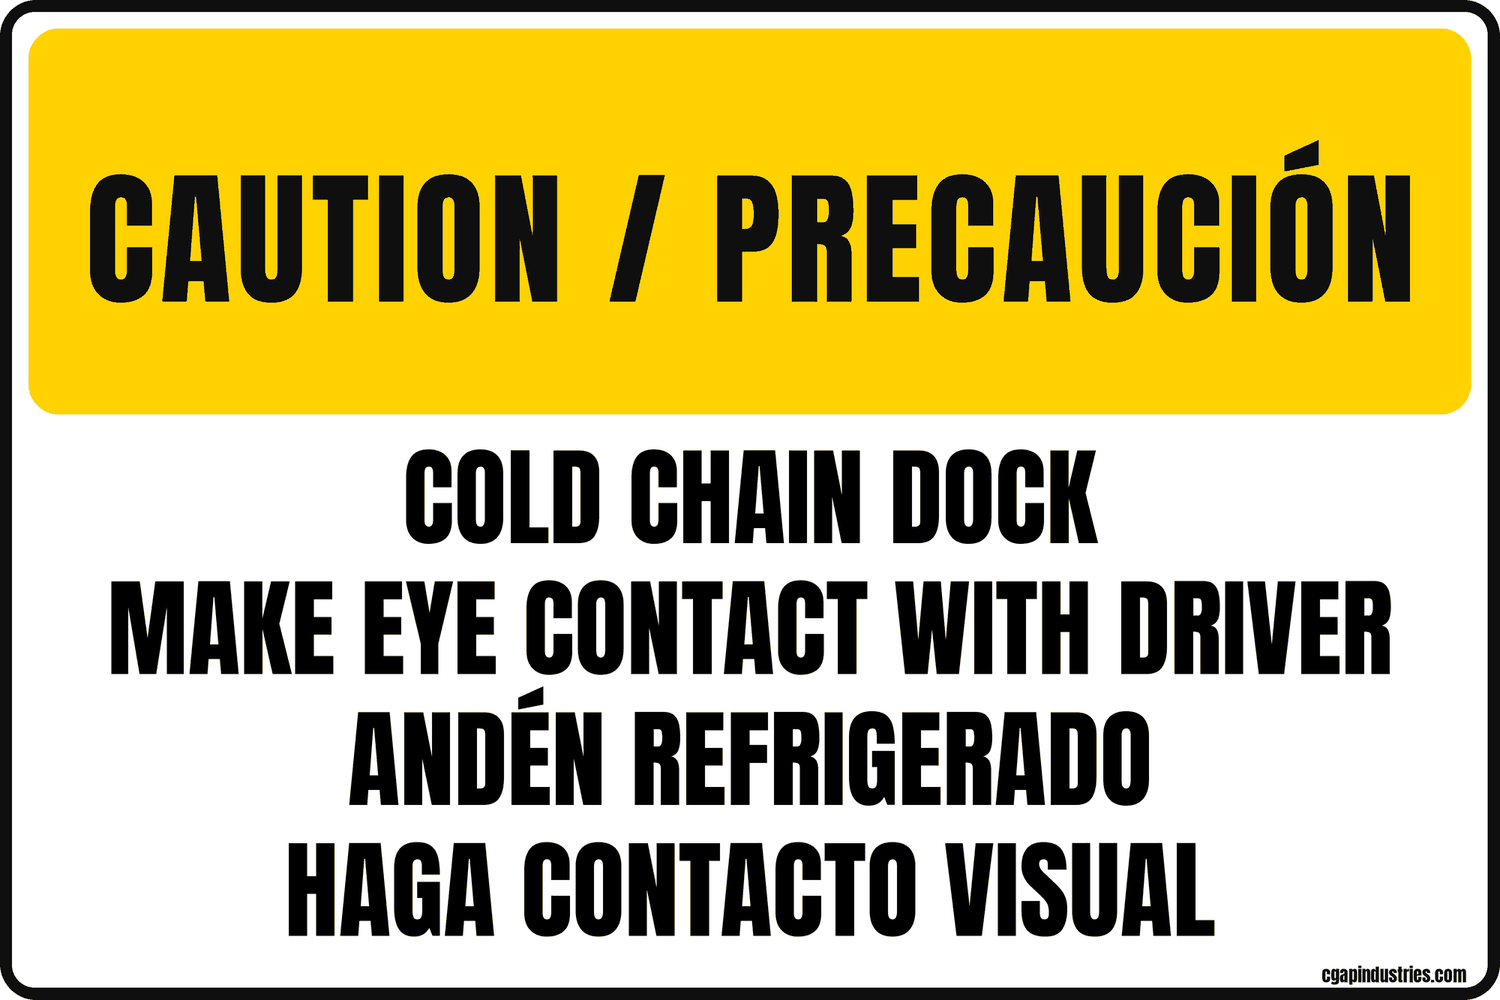 CAUTION / PRECAUCIÓN
COLD CHAIN DOCK
MAKE EYE CONTACT WITH DRIVER
ANDÉN REFRIGERADO
HAGA CONTACTO VISUAL
cgapindustries.com